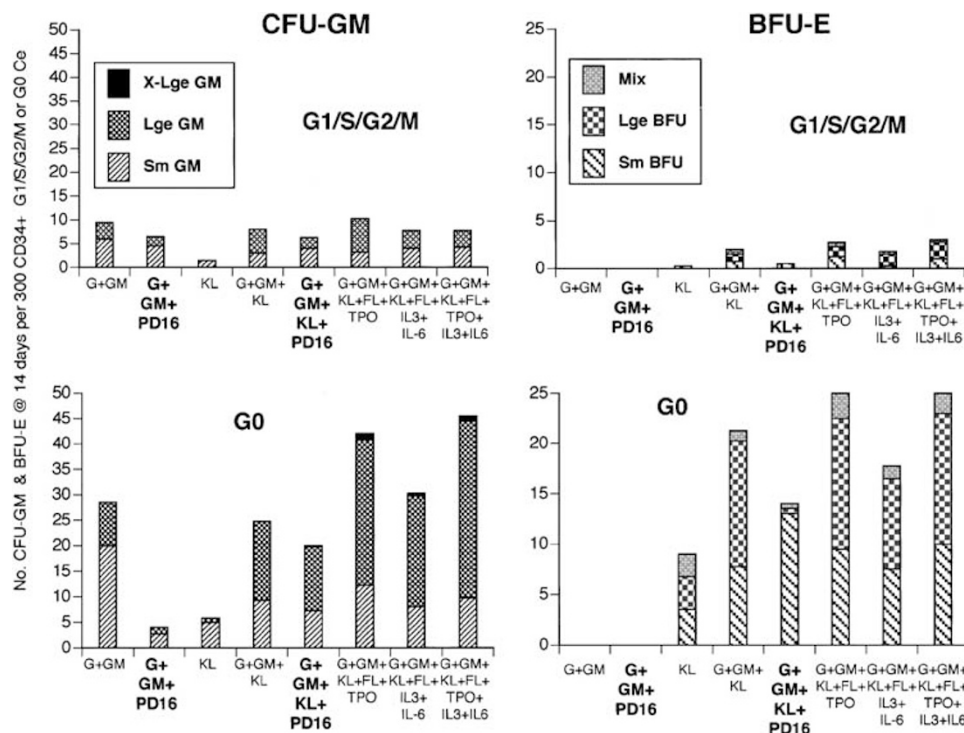 No. CFU-GM & BFU-E @ 14 days per 300 CD34+ G1/S/G2/M or G0 Ce
CFU-GM
50
45
40
35
30
25
20
15
10
5
0
X-Lge GM
Lge GM
Sm GM
G1/S/G2/M
G+GM
G+
GM+
PD16
KL
G+GM+
KL
G+
GM+
KL+
PD16
G+GM+
KL+FL+
TPO
G+GM+
KL+FL+
IL3+
IL-6
G+GM+
KL+FL+
TPO+
IL3+IL6
BFU-E
25
20
15
10
5
0
Mix
Lge BFU
Sm BFU
G1/S/G2/M
G+GM
G+
GM+
PD16
KL
G+GM+
KL
G+
GM+
KL+
PD16
G+GM+
KL+FL+
TPO
G+GM+
KL+FL+
IL3+
IL-6
G+GM+
KL+FL+
TPO+
IL3+IL6
50
45
40
35
30
25
20
15
10
5
0
G0
G+GM
G+
GM+
PD16
KL
G+GM+
KL
G+
GM+
KL+
PD16
G+GM+
KL+FL+
TPO
G+GM+
KL+FL+
IL3+
IL-6
G+GM+
KL+FL+
TPO+
IL3+IL6
25
20
15
10
5
0
G0
G+GM
G+
GM+
PD16
KL
G+GM+
KL
G+
GM+
KL+
PD16
G+GM+
KL+FL+
TPO
G+GM+
KL+FL+
IL3+
IL-6
G+GM+
KL+FL+
TPO+
IL3+IL6